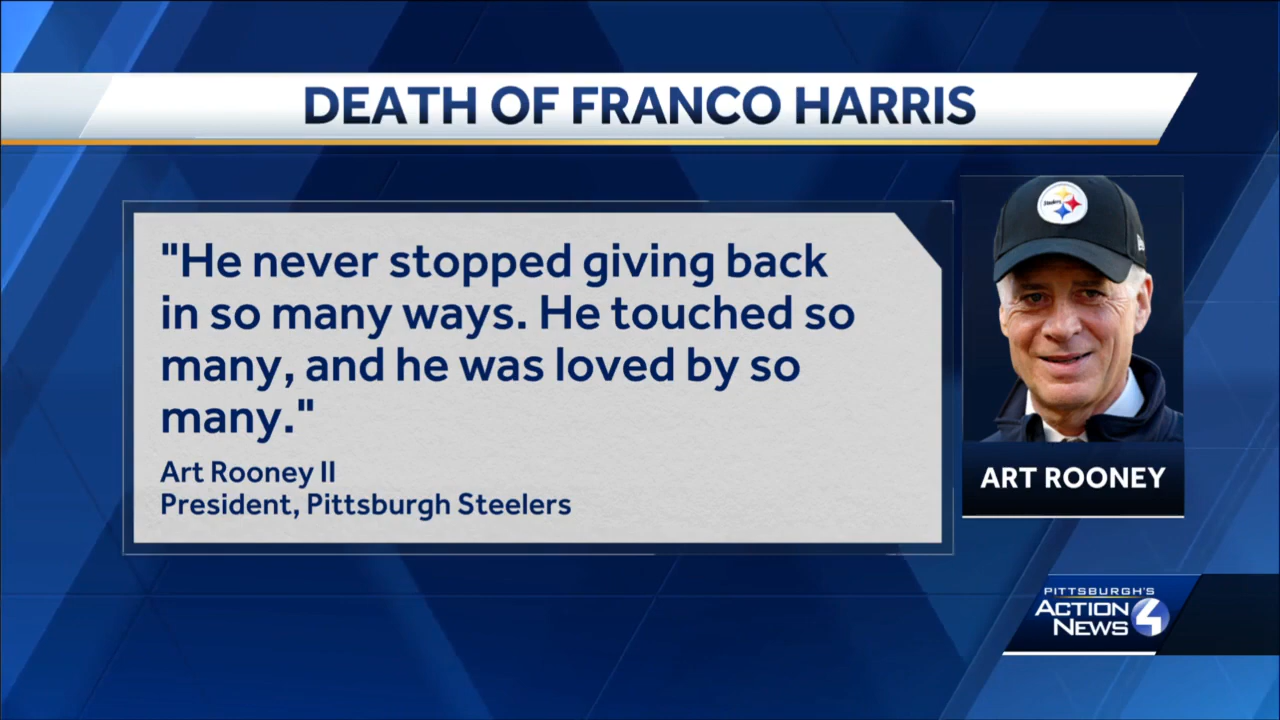 DEATH OF FRANCO HARRIS
"He never stopped giving back
in so many ways. He touched so
many, and he was loved by so
many."
Art Rooney II
President, Pittsburgh Steelers
Steelers
ART ROONEY
PITTSBURGH'S
ACTION
NEWS 4